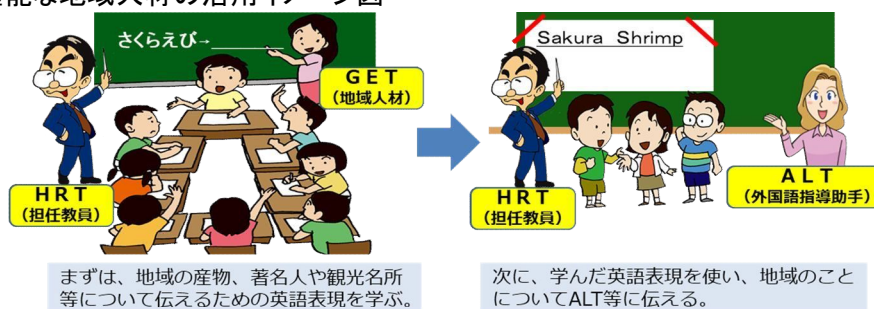 能な地域人材の活用イメージ図
さくらえび→
GET
(地域人材)
HRT
(担任教員)
まずは、地域の産物、著名人や観光名所
等について伝えるための英語表現を学ぶ。
Sakura Shrimp
HRT
(担任教員)
ALT
(外国語指導助手)
次に、学んだ英語表現を使い、地域のこと
についてALT等に伝える。